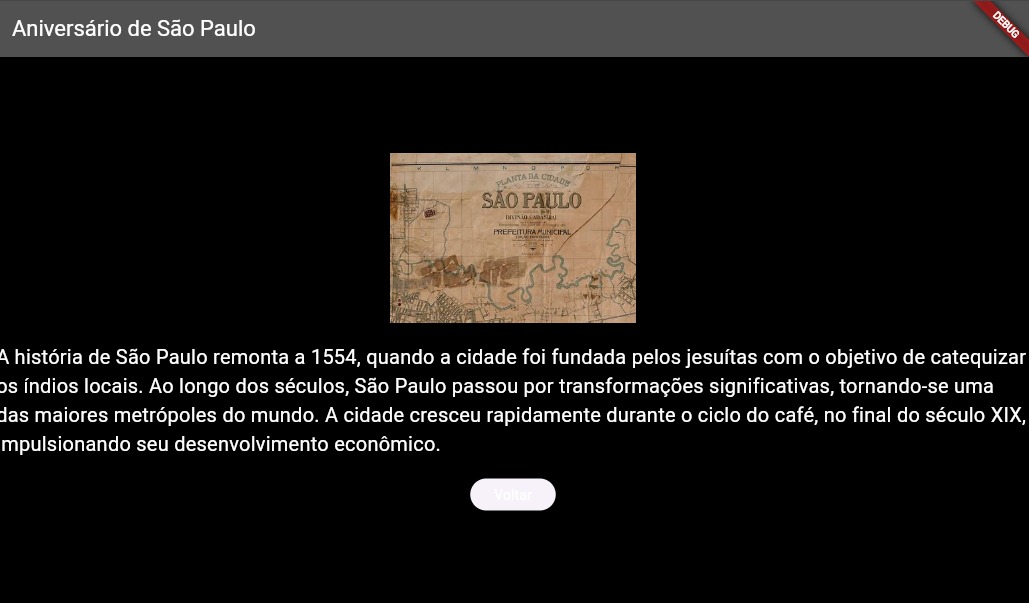 Aniversário de São Paulo
DEBUG
K L M N O P Q R
PLANTA DA CIDADE
SÃO PAULO
PREFEITURA MUNICIPAL
A história de São Paulo remonta a 1554, quando a cidade foi fundada pelos jesuítas com o objetivo de catequizar
os índios locais. Ao longo dos séculos, São Paulo passou por transformações significativas, tornando-se uma
das maiores metrópoles do mundo. A cidade cresceu rapidamente durante o ciclo do café, no final do século XIX,
impulsionando seu desenvolvimento econômico.
Voltar